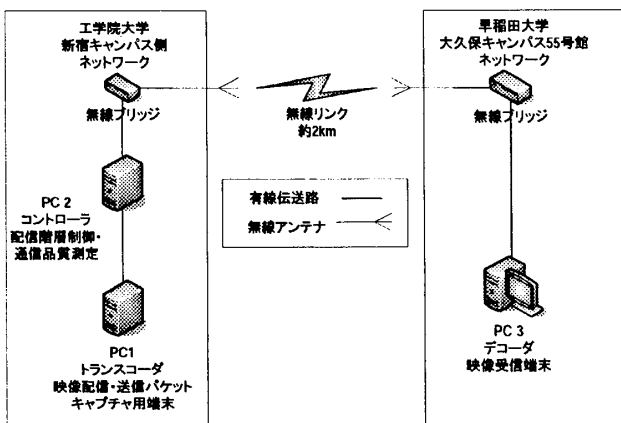 工学院大学
新宿キャンパス側
ネットワーク
無線ブリッジ
PC 2
コントローラ
配信階層制御・
通信品質測定
PC1
トランスコーダ
映像配信・送信パケット
キャプチャ用端末
無線リンク
約2km
有線伝送路
無線アンテナ
早稲田大学
大久保キャンパス55号館
ネットワーク
無線ブリッジ
PC 3
デコーダ
映像受信端末